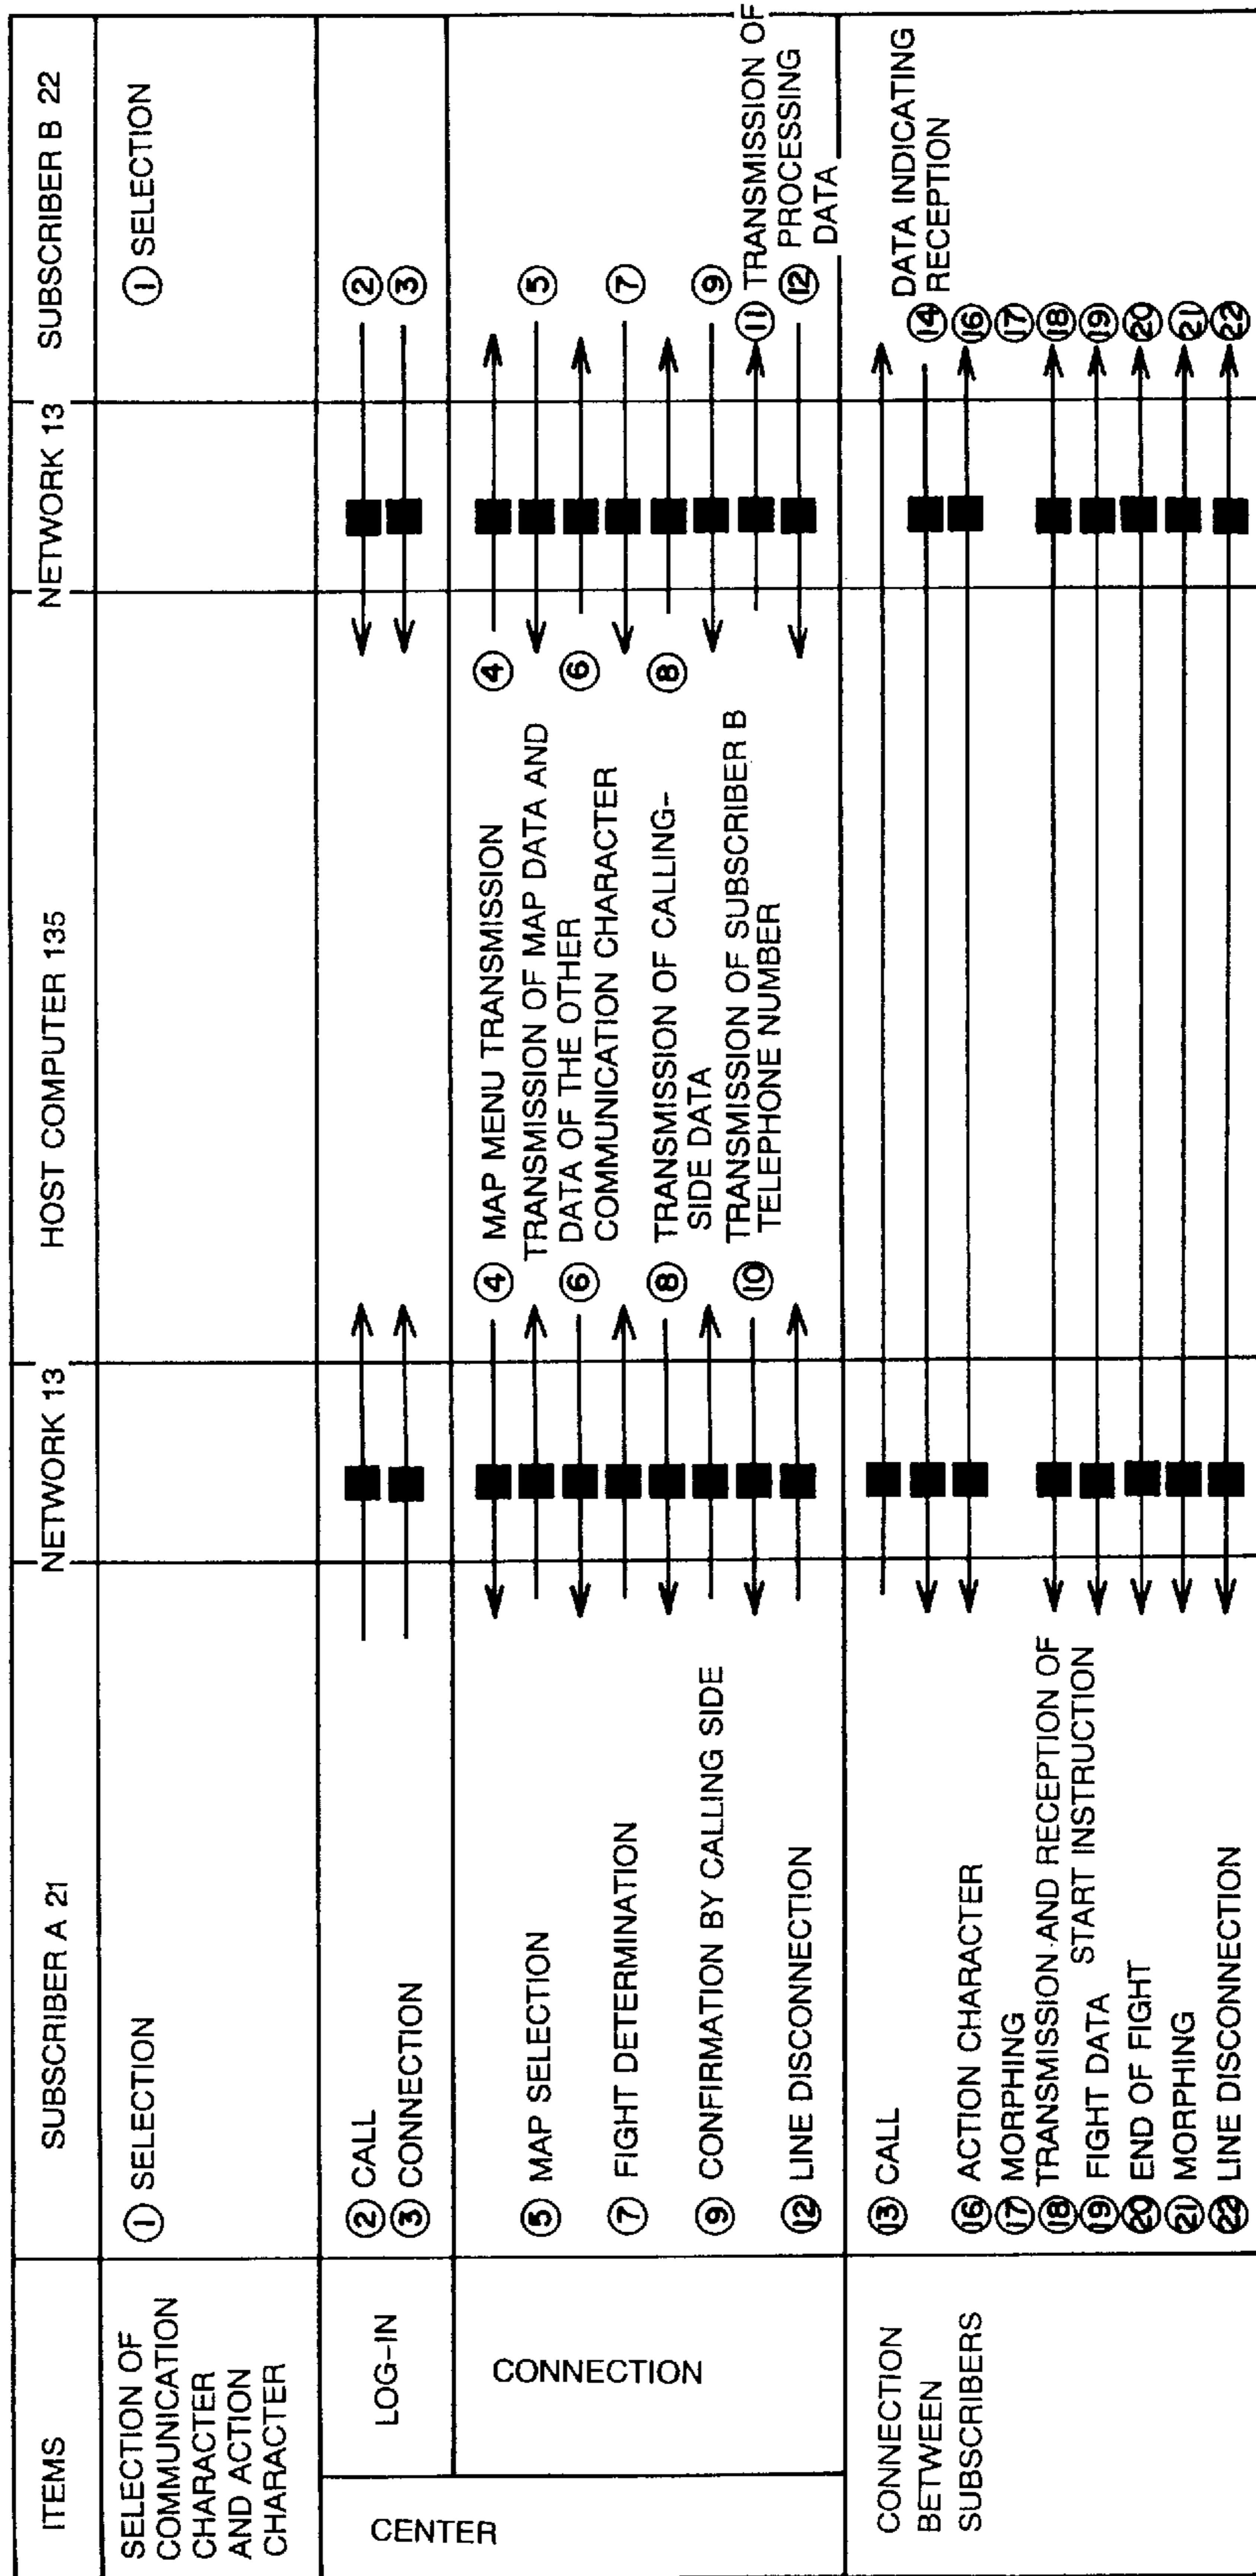 ITEMS
SUBSCRIBER A 21
NETWORK 13
HOST COMPUTER 135
NETWORK 13
SUBSCRIBER B 22
SELECTION OF
COMMUNICATION
CHARACTER
AND ACTION
CHARACTER
① SELECTION
① SELECTION
CENTER
LOG-IN
② CALL
③ CONNECTION
②
③
CONNECTION
⑤ MAP SELECTION
⑦ FIGHT DETERMINATION
⑨ CONFIRMATION BY CALLING SIDE
⑫ LINE DISCONNECTION
④ MAP MENU TRANSMISSION
TRANSMISSION OF MAP DATA AND
⑥ DATA OF THE OTHER
COMMUNICATION CHARACTER
⑧ TRANSMISSION OF CALLING-
SIDE DATA
TRANSMISSION OF SUBSCRIBER B
⑩ TELEPHONE NUMBER
④
⑥
⑧
⑤
⑦
⑨
⑪ TRANSMISSION OF
⑫ PROCESSING
DATA
CONNECTION
BETWEEN
SUBSCRIBERS
⑬ CALL
⑯ ACTION CHARACTER
⑰ MORPHING
⑱ TRANSMISSION AND RECEPTION OF
⑲ FIGHT DATA START INSTRUCTION
⑳ END OF FIGHT
㉑ MORPHING
㉒ LINE DISCONNECTION
DATA INDICATING
⑭ RECEPTION
⑯
⑰
⑱
⑲
⑳
㉑
㉒